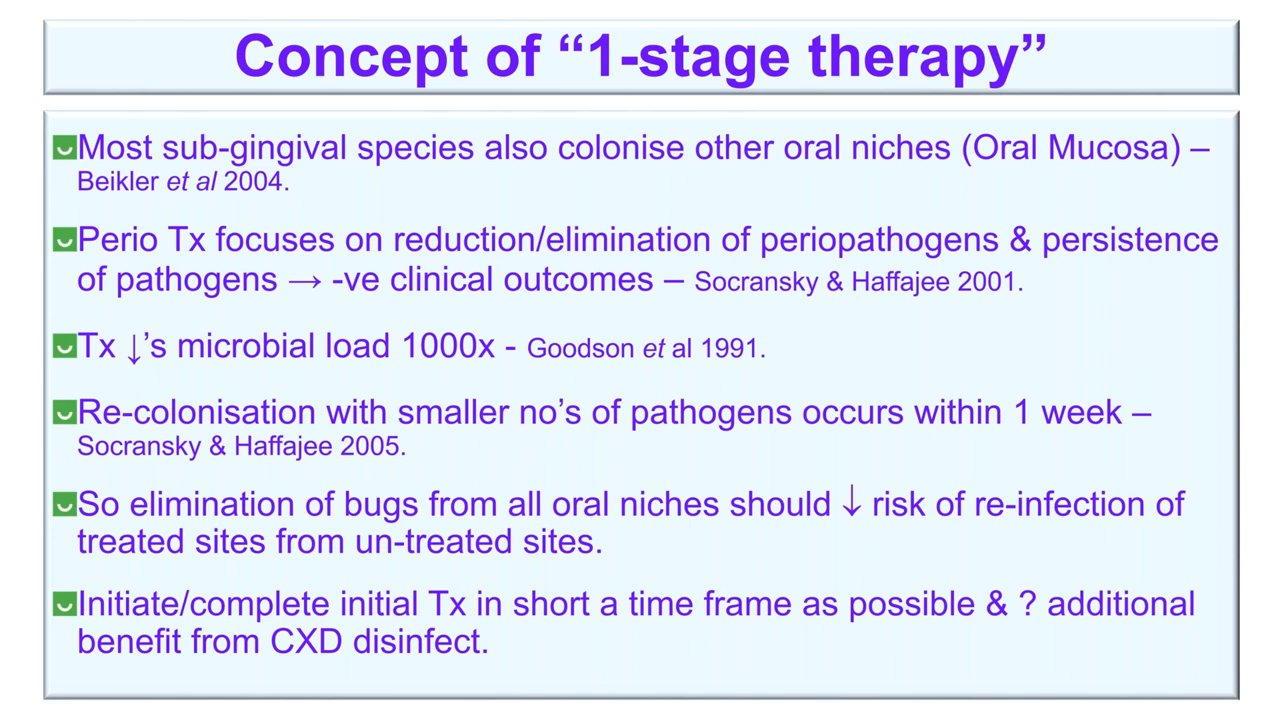 Concept of “1-stage therapy”
Most sub-gingival species also colonise other oral niches (Oral Mucosa) –
Beikler et al 2004.
Perio Tx focuses on reduction/elimination of periopathogens & persistence
of pathogens → -ve clinical outcomes – Socransky & Haffajee 2001.
Tx ↓’s microbial load 1000x - Goodson et al 1991.
Re-colonisation with smaller no’s of pathogens occurs within 1 week –
Socransky & Haffajee 2005.
So elimination of bugs from all oral niches should ↓ risk of re-infection of
treated sites from un-treated sites.
Initiate/complete initial Tx in short a time frame as possible & ? additional
benefit from CXD disinfect.